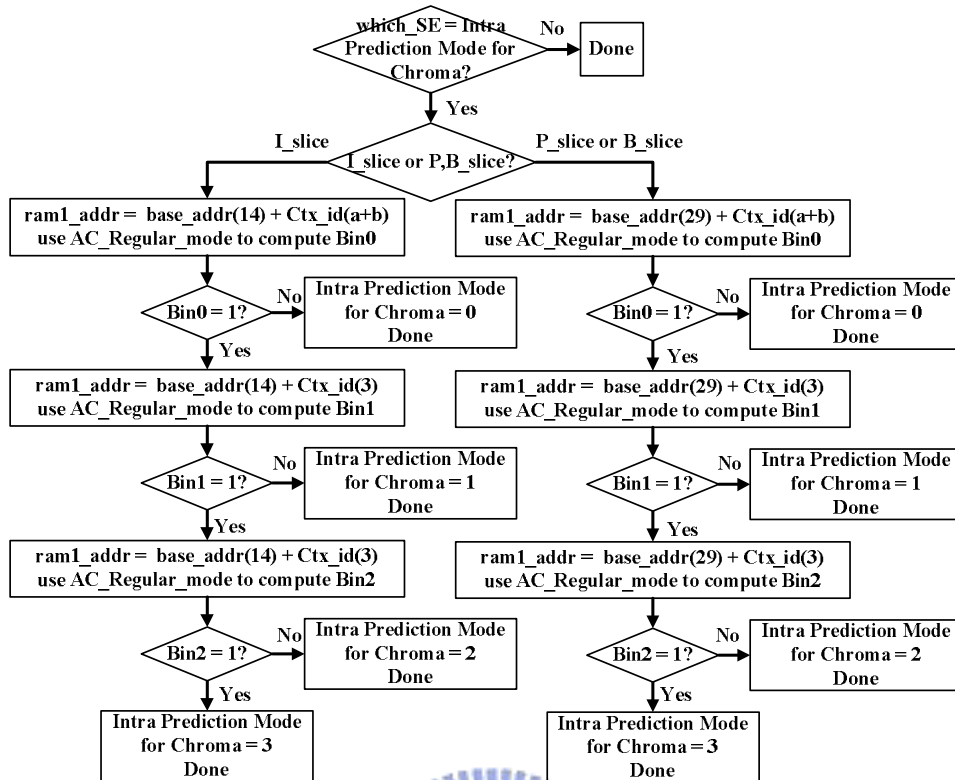 which_SE = Intra
Prediction Mode for
Chroma?
No
Done
Yes
I_slice
P_slice or B_slice
I_slice or P,B_slice?
ram1_addr = base_addr(14) + Ctx_id(a+b)
use AC_Regular_mode to compute Bin0
ram1_addr = base_addr(29) + Ctx_id(a+b)
use AC_Regular_mode to compute Bin0
Bin0 = 1?
No
Intra Prediction Mode
for Chroma = 0
Done
Bin0 = 1?
No
Intra Prediction Mode
for Chroma = 0
Done
Yes
Yes
ram1_addr = base_addr(14) + Ctx_id(3)
use AC_Regular_mode to compute Bin1
ram1_addr = base_addr(29) + Ctx_id(3)
use AC_Regular_mode to compute Bin1
Bin1 = 1?
No
Intra Prediction Mode
for Chroma = 1
Done
Bin1 = 1?
No
Intra Prediction Mode
for Chroma = 1
Done
Yes
Yes
ram1_addr = base_addr(14) + Ctx_id(3)
use AC_Regular_mode to compute Bin2
ram1_addr = base_addr(29) + Ctx_id(3)
use AC_Regular_mode to compute Bin2
Bin2 = 1?
No
Intra Prediction Mode
for Chroma = 2
Done
Bin2 = 1?
No
Intra Prediction Mode
for Chroma = 2
Done
Yes
Yes
Intra Prediction Mode
for Chroma = 3
Done
Intra Prediction Mode
for Chroma = 3
Done